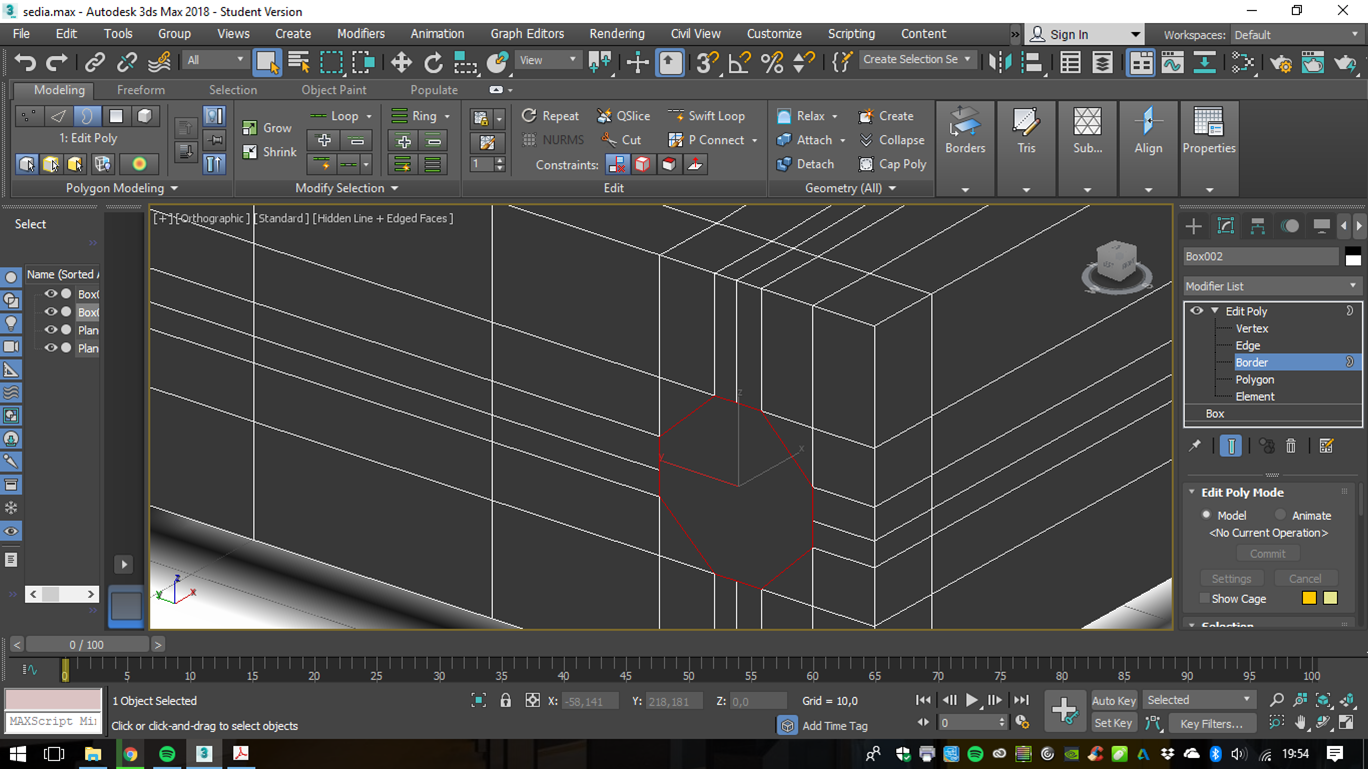 sedia.max - Autodesk 3ds Max 2018 - Student Version
File Edit Tools Group Views Create Modifiers Animation Graph Editors Rendering Civil View Customize Scripting Content » Sign In Workspaces: Default
All View Create Selection Se
Modeling Freeform Selection Object Paint Populate
1: Edit Poly
Grow
Shrink
Loop
Ring
Repeat QSlice Swift Loop
NURMS Cut P Connect
1 Constraints:
Relax Create
Attach Collapse
Detach Cap Poly
Borders Tris Sub... Align Properties
Polygon Modeling Modify Selection Edit Geometry (All)
Select
»
Name (Sorted A
Box0
Box0
Plan
Plan
[+] [Orthographic] [Standard] [Hidden Line + Edged Faces]
z
x
y
z
y
x
Box002
Modifier List
Edit Poly
Vertex
Edge
Border
Polygon
Element
Box
Edit Poly Mode
Model Animate
<No Current Operation>
Commit
Settings Cancel
Show Cage
Selection
< 0 / 100 >
0 5 10 15 20 25 30 35 40 45 50 55 60 65 70 75 80 85 90 95 100
1 Object Selected
X: -58,141 Y: 218,181 Z: 0,0 Grid = 10,0
Auto Key Selected
MAXScript Mi
Click or click-and-drag to select objects
Add Time Tag
0
Set Key Key Filters...
19:54